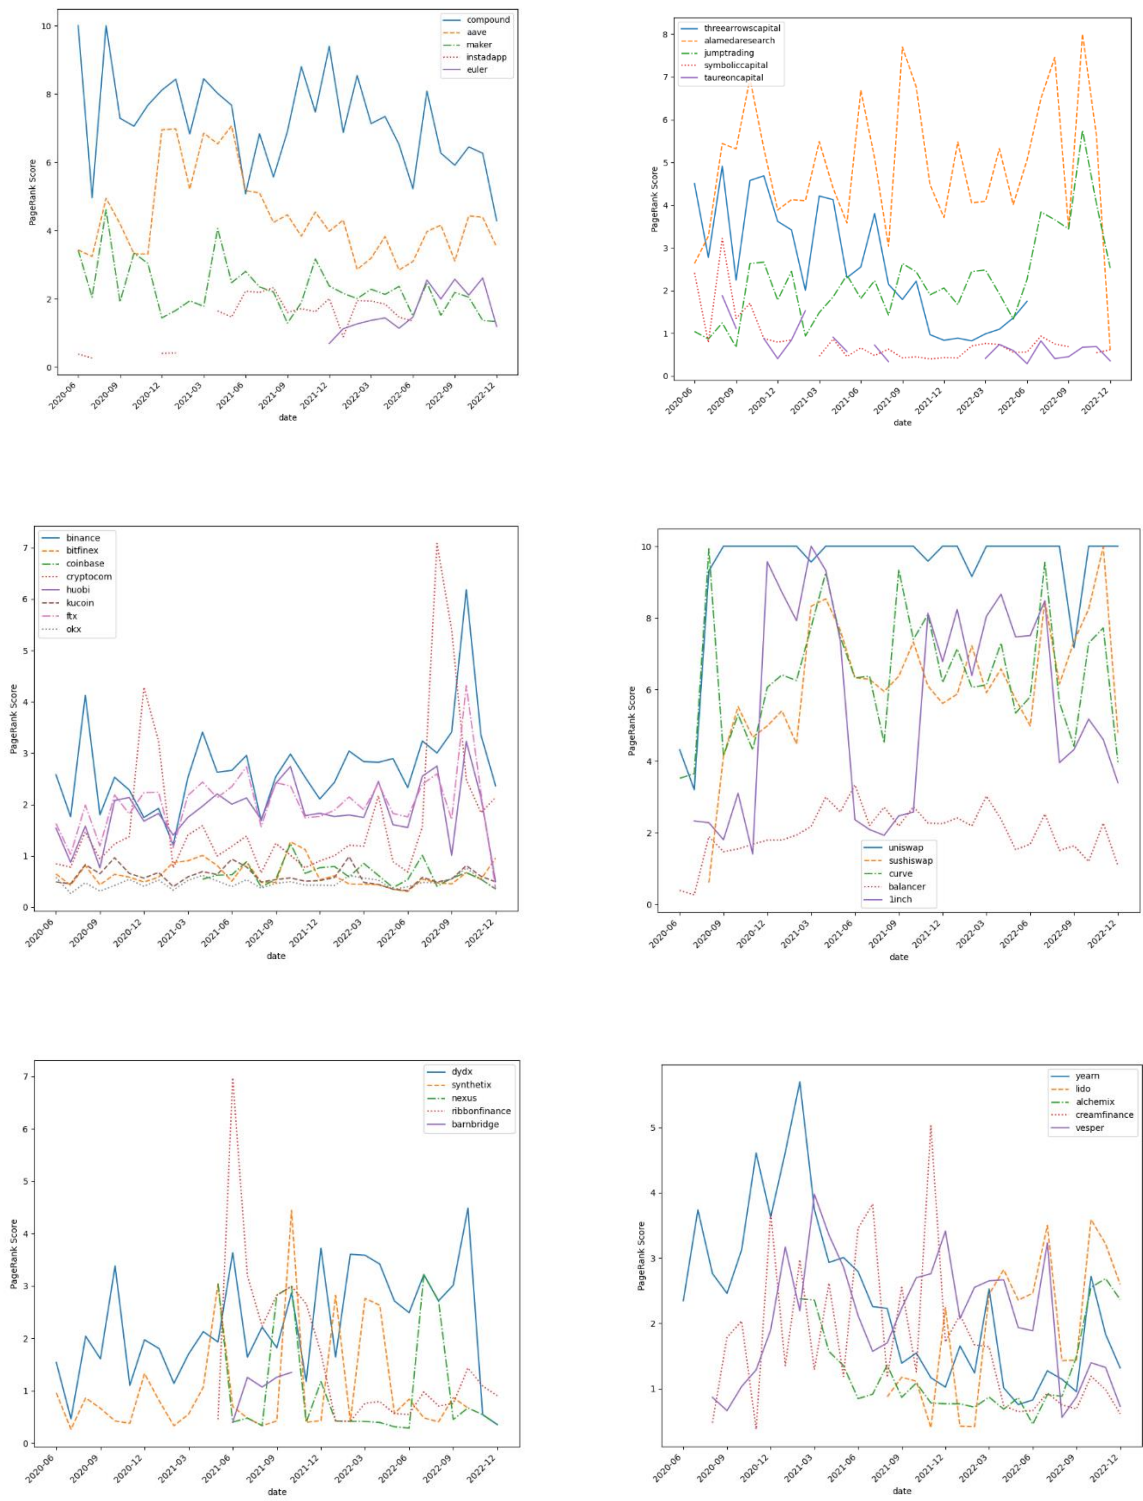 compound
aave
maker
instadapp
euler
10
8
6
4
2
0
PageRank Score
2020-06
2020-09
2020-12
2021-03
2021-06
2021-09
2021-12
2022-03
2022-06
2022-09
2022-12
date
threearrowscapital
alamedaresearch
jumptrading
symboliccapital
taureoncapital
8
7
6
5
4
3
2
1
0
PageRank Score
2020-06
2020-09
2020-12
2021-03
2021-06
2021-09
2021-12
2022-03
2022-06
2022-09
2022-12
date
binance
bitfinex
coinbase
cryptocom
huobi
kucoin
ftx
okx
7
6
5
4
3
2
1
0
PageRank Score
2020-06
2020-09
2020-12
2021-03
2021-06
2021-09
2021-12
2022-03
2022-06
2022-09
2022-12
date
10
8
6
4
2
0
PageRank Score
uniswap
sushiswap
curve
balancer
1inch
2020-06
2020-09
2020-12
2021-03
2021-06
2021-09
2021-12
2022-03
2022-06
2022-09
2022-12
date
dydx
synthetix
nexus
ribbonfinance
barnbridge
7
6
5
4
3
2
1
0
PageRank Score
2020-06
2020-09
2020-12
2021-03
2021-06
2021-09
2021-12
2022-03
2022-06
2022-09
2022-12
date
yearn
lido
alchemix
creamfinance
vesper
5
4
3
2
1
PageRank Score
2020-06
2020-09
2020-12
2021-03
2021-06
2021-09
2021-12
2022-03
2022-06
2022-09
2022-12
date